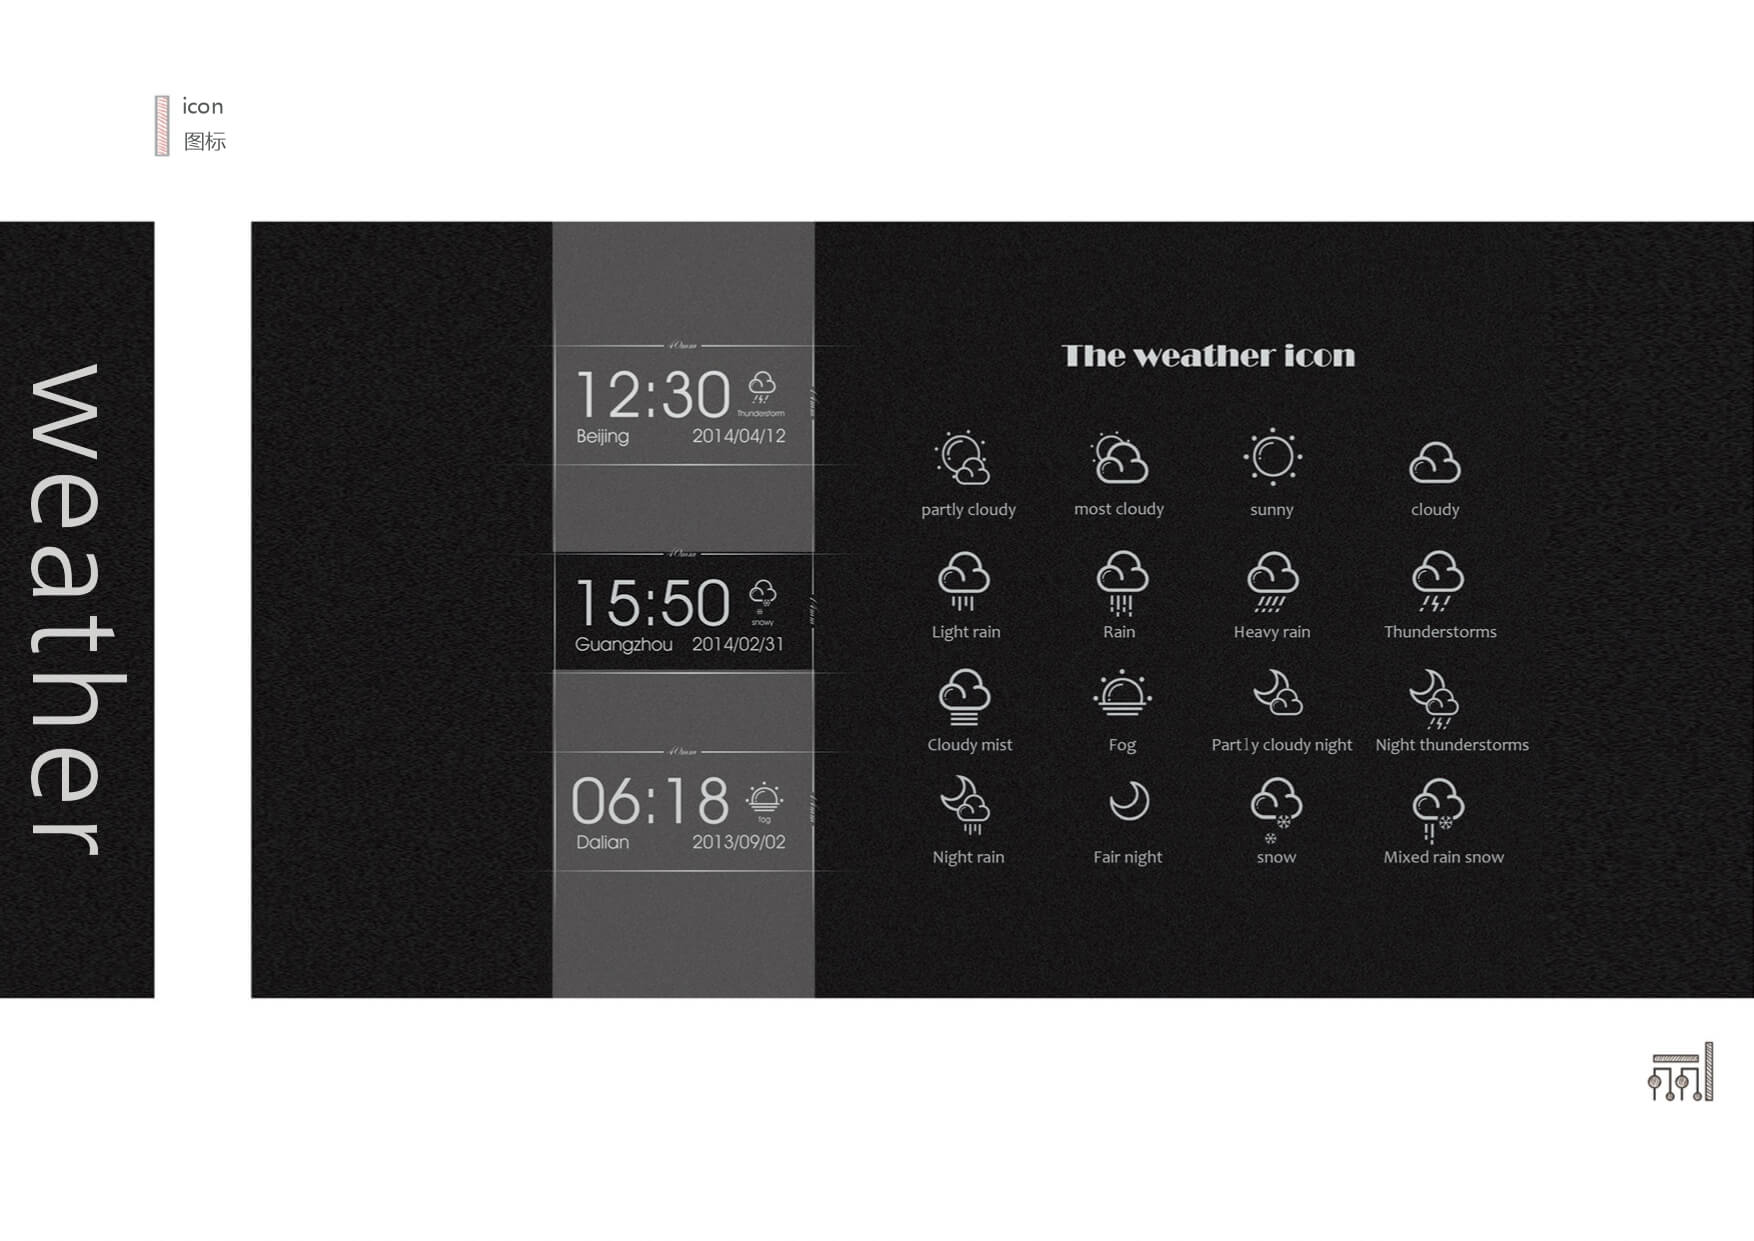 icon
图标
weather
12:30
Thunderstorm
Beijing 2014/04/12
15:50
snowy
Guangzhou 2014/02/31
06:18
fog
Dalian 2013/09/02
The weather icon
partly cloudy most cloudy sunny cloudy
Light rain Rain Heavy rain Thunderstorms
Cloudy mist Fog Partly cloudy night Night thunderstorms
Night rain Fair night snow Mixed rain snow